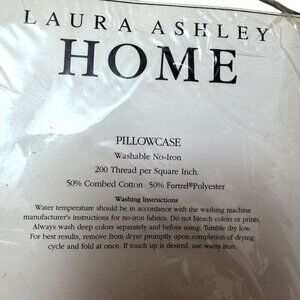 LAURA ASHLEY
HOME
PILLOWCASE
Washable No-Iron
200 Thread per Square Inch.
50% Combed Cotton 50% Fortrel®Polyester
Washing Instructions
Water temperature should be in accordance with the washing machine
manufacturer's instructions for no-iron fabrics. Do not bleach colors or prints.
Always wash deep colors separately and before using. Tumble dry low.
For best results, remove from dryer promptly upon completion of drying
cycle and fold at once. If touch up is desired, use warm iron.